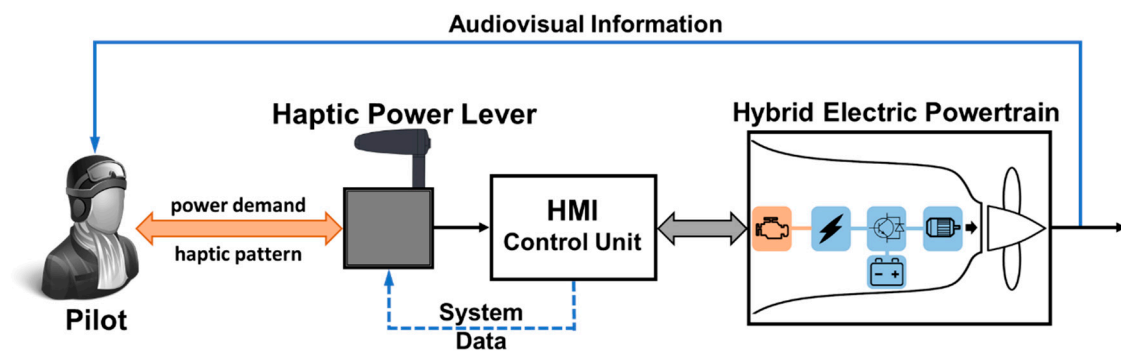 Audiovisual Information
Haptic Power Lever
Hybrid Electric Powertrain
power demand
haptic pattern
HMI
Control Unit
System
Data
Pilot